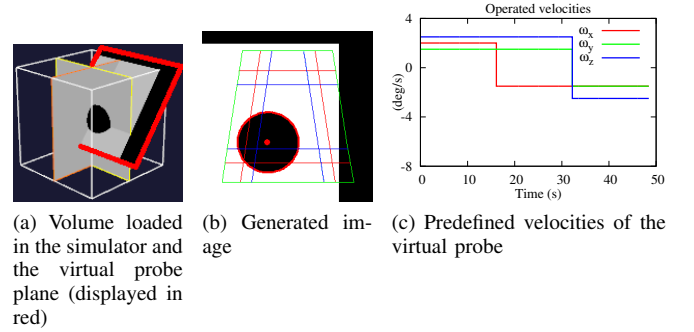 Operated velocities
4
0
-4
-8
(deg/s)
ωx
ωy
ωz
0 10 20 30 40 50
Time (s)
(a) Volume loaded
in the simulator and
the virtual probe
plane (displayed in
red)
(b) Generated im-
age
(c) Predefined velocities of the
virtual probe